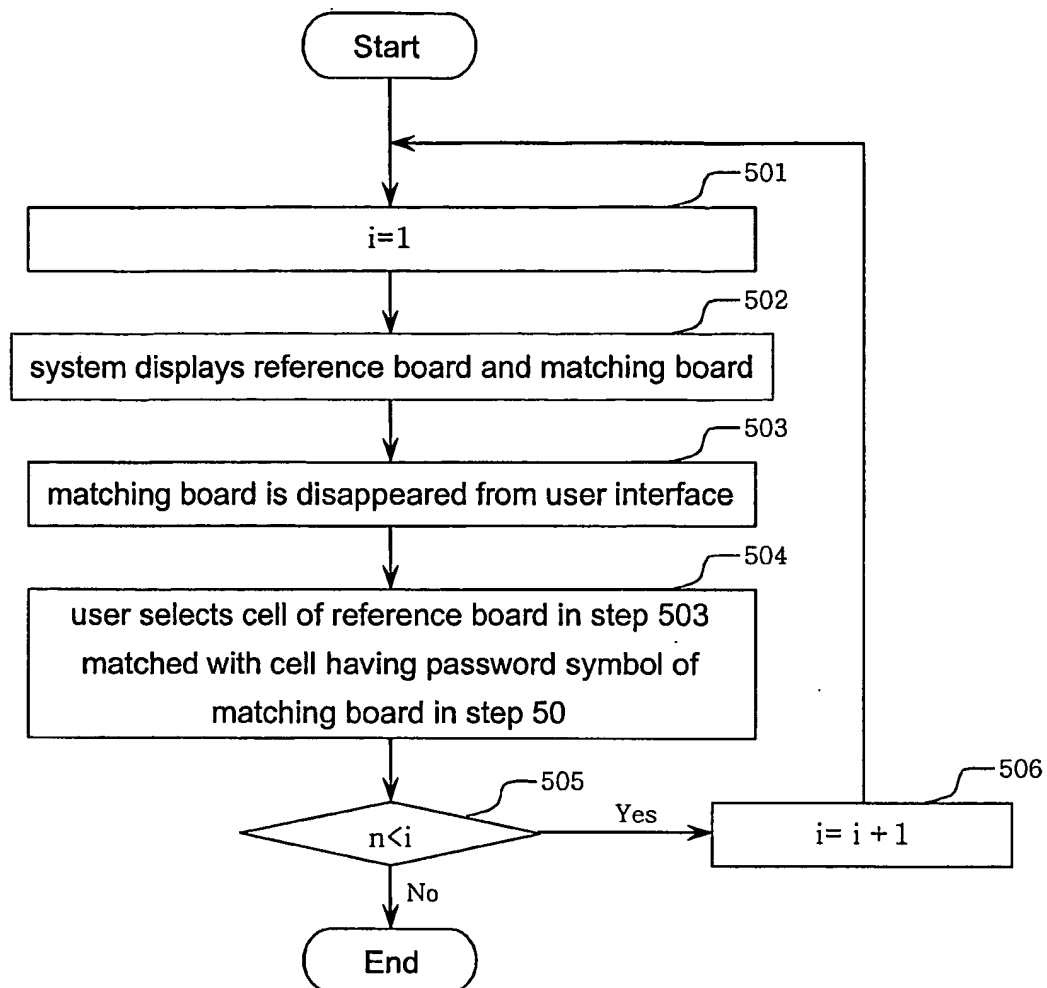 Start
501
i=1
502
system displays reference board and matching board
503
matching board is disappeared from user interface
504
user selects cell of reference board in step 503
matched with cell having password symbol of
matching board in step 50
505
n<i
Yes
506
i= i + 1
No
End